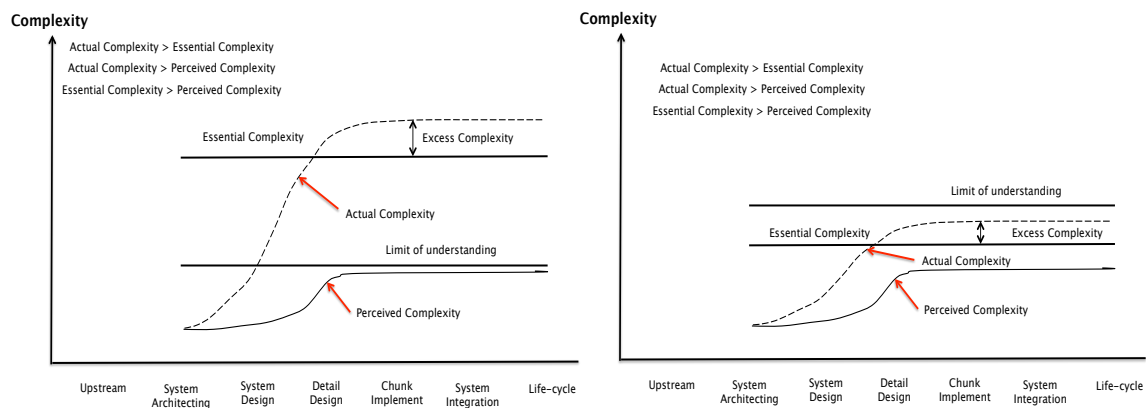 Complexity
Actual Complexity > Essential Complexity
Actual Complexity > Perceived Complexity
Essential Complexity > Perceived Complexity
Essential Complexity
Excess Complexity
Actual Complexity
Limit of understanding
Perceived Complexity
Upstream
System
Architecting
System
Design
Detail
Design
Chunk
Implement
System
Integration
Life-cycle
Complexity
Actual Complexity > Essential Complexity
Actual Complexity > Perceived Complexity
Essential Complexity > Perceived Complexity
Limit of understanding
Essential Complexity
Excess Complexity
Actual Complexity
Perceived Complexity
Upstream
System
Architecting
System
Design
Detail
Design
Chunk
Implement
System
Integration
Life-cycle